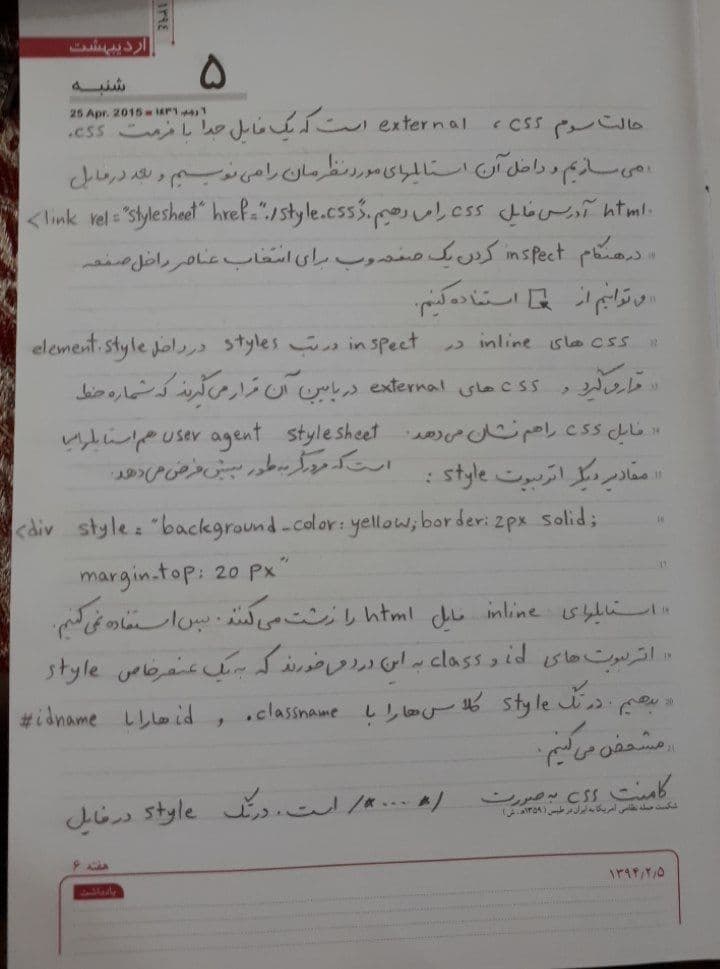 ۱۳۹٤
اردیبهشت
۵
شنبه
25 Apr. 2015 ■ ٦ رجب ١٤٣٦
حالت سوم css ، external است که یک فایل جدا با فرمت css.
می سازیم و داخل آن استایلهای مورد نظرمان را می نویسیم و بعد در فایل
html آدرس فایل css را می دهیم. <link rel="stylesheet" href="./style.css">
در هنگام inspect کردن یک صفحه وب برای انتخاب عناصر داخل صفحه
می توانیم از استفاده کنیم.
css های inline در inspect در تب styles در داخل element.style
قرار می گیرد و css های external در پایین آن قرار می گیرند که شماره خط
فایل css را هم نشان می دهد. user agent stylesheet هم استایلهایی
است که مرورگر به طور پیش فرض می دهد.
مقادیر دیگر اتریبیوت style :
<div style="background-color: yellow; border: 2px solid;
margin-top: 20 px"
استایلهای inline فایل html را زشت می کنند. پس استفاده نمی کنیم.
اتریبیوت های id و class به این درد می خورند که به یک عنصر خاص style
بدهیم. در تگ style کلاس ها را با .classname و id ها را با #idname
مشخص می کنیم.
کامنت css به صورت /* .... */ است. در تگ style در فایل
شکست حمله نظامی آمریکا به ایران در طبس (۱۳۵۹ هـ . ش)
هفته ۶
۱۳۹۴/۲/۵
یادداشت